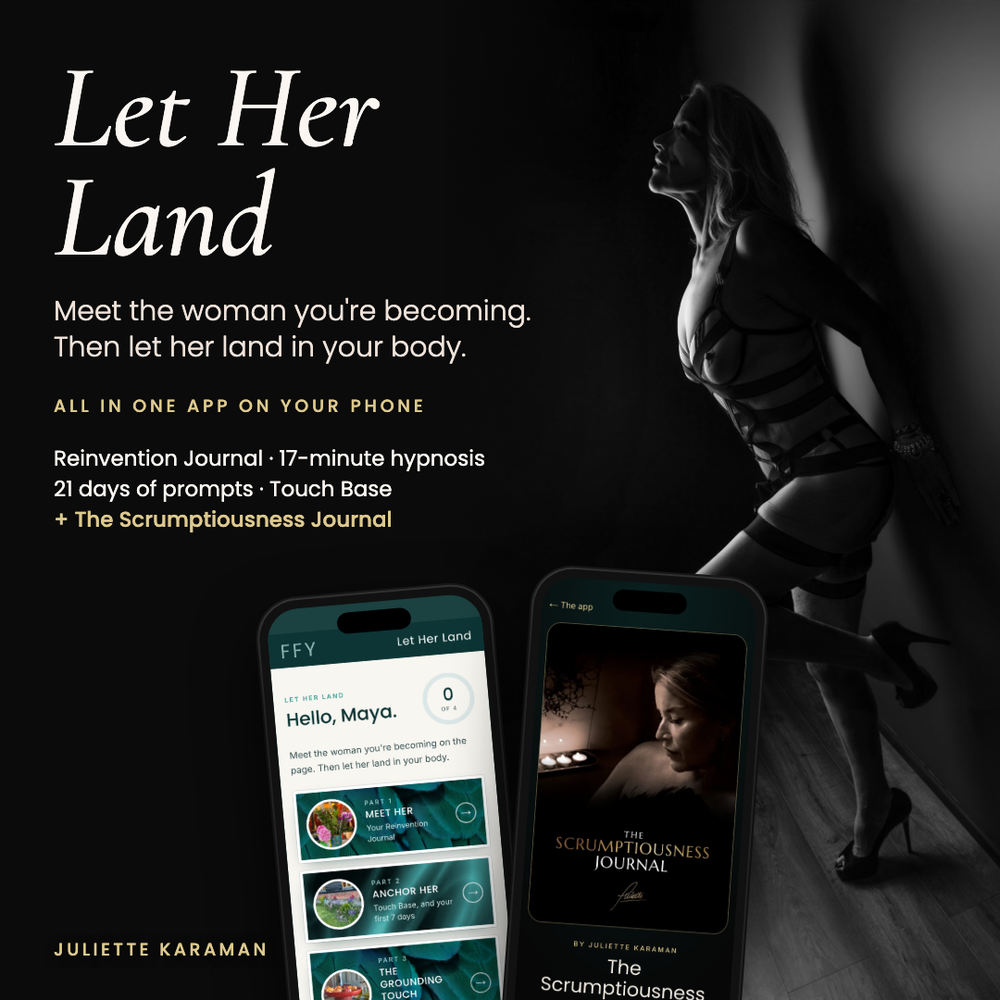 Let Her
Land
Meet the woman you're becoming.
Then let her land in your body.
ALL IN ONE APP ON YOUR PHONE
Reinvention Journal · 17-minute hypnosis
21 days of prompts · Touch Base
+ The Scrumptiousness Journal
FFY
Let Her Land
LET HER LAND
Hello, Maya.
0
OF 4
Meet the woman you're becoming on the
page. Then let her land in your body.
PART 1
MEET HER
Your Reinvention
Journal
PART 2
ANCHOR HER
Touch Base, and your
first 7 days
PART 3
THE
GROUNDING
TOUCH
← The app
THE
SCRUMPTIOUSNESS
JOURNAL
BY JULIETTE KARAMAN
The
Scrumptiousness
JULIETTE KARAMAN